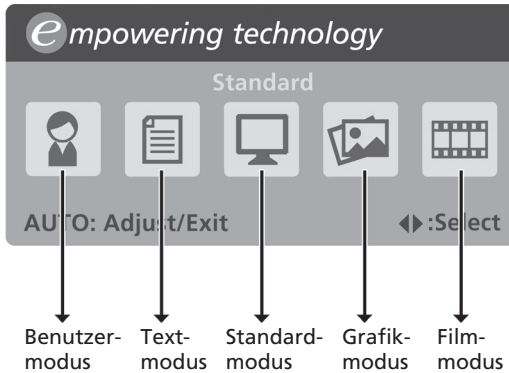 empowering technology
Standard
AUTO: Adjust/Exit ◀▶ :Select
Benutzer- Text- Standard- Grafik- Film-
modus modus modus modus modus